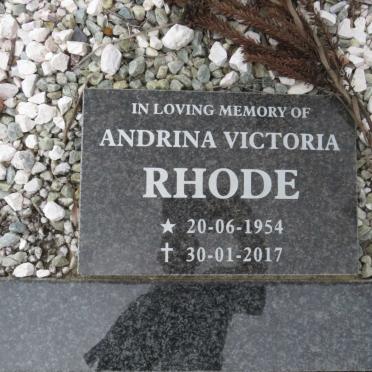 IN LOVING MEMORY OF
ANDRINA VICTORIA
RHODE
★ 20-06-1954
✝ 30-01-2017